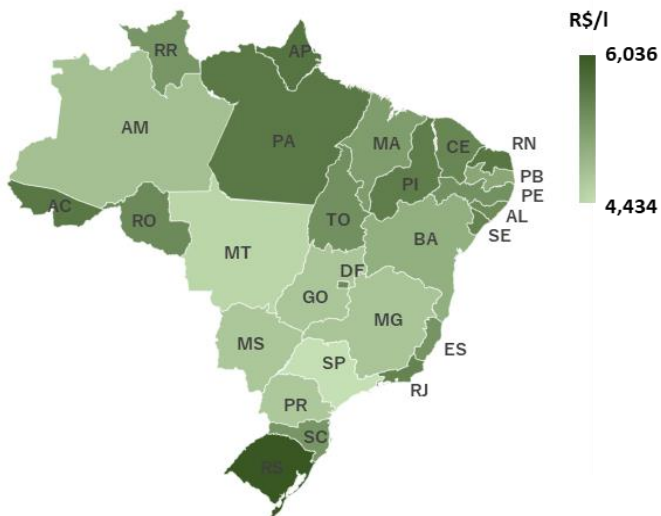 R$/l
6,036
4,434
RR
AP
AM
PA
MA
CE
RN
PB
PE
AL
SE
PI
AC
RO
TO
MT
BA
DF
GO
MG
MS
ES
SP
RJ
PR
SC
RS